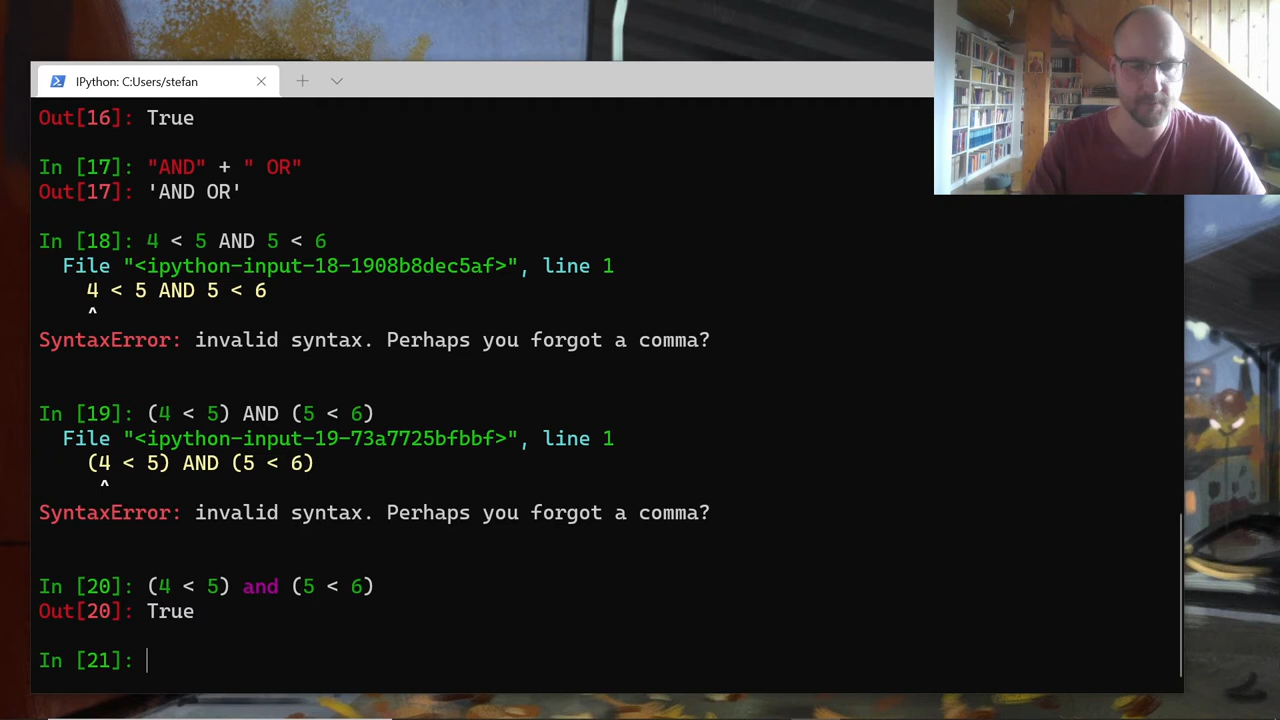 IPython: C:Users/stefan
Out[16]: True
In [17]: "AND" + " OR"
Out[17]: 'AND OR'
In [18]: 4 < 5 AND 5 < 6
File "<ipython-input-18-1908b8dec5af>", line 1
4 < 5 AND 5 < 6
^
SyntaxError: invalid syntax. Perhaps you forgot a comma?
In [19]: (4 < 5) AND (5 < 6)
File "<ipython-input-19-73a7725bfbbf>", line 1
(4 < 5) AND (5 < 6)
^
SyntaxError: invalid syntax. Perhaps you forgot a comma?
In [20]: (4 < 5) and (5 < 6)
Out[20]: True
In [21]: